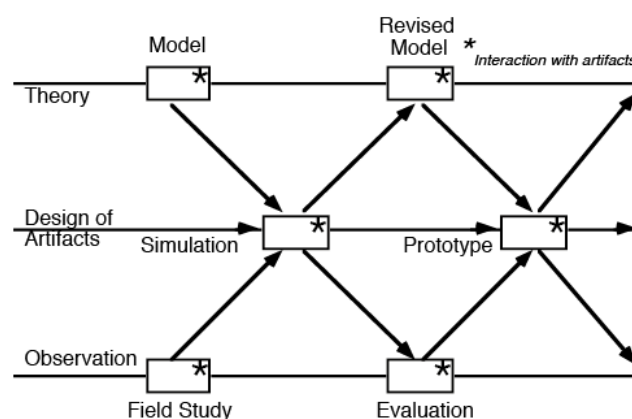 Model
Revised
Model
* Interaction with artifacts
*
*
Theory
Design of
Artifacts
Simulation
*
Prototype
*
Observation
*
*
Field Study
Evaluation